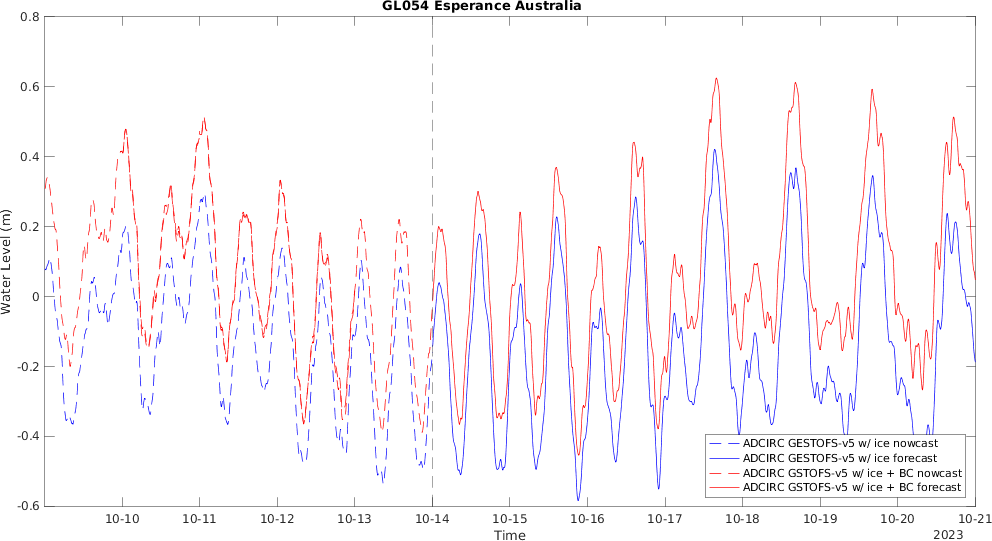 GL054 Esperance Australia
0.8
0.6
0.4
0.2
0
-0.2
-0.4
-0.6
Water Level (m)
ADCIRC GESTOFS-v5 w/ ice nowcast
ADCIRC GESTOFS-v5 w/ ice forecast
ADCIRC GSTOFS-v5 w/ ice + BC nowcast
ADCIRC GSTOFS-v5 w/ ice + BC forecast
10-10 10-11 10-12 10-13 10-14 10-15 10-16 10-17 10-18 10-19 10-20 10-21
Time
2023